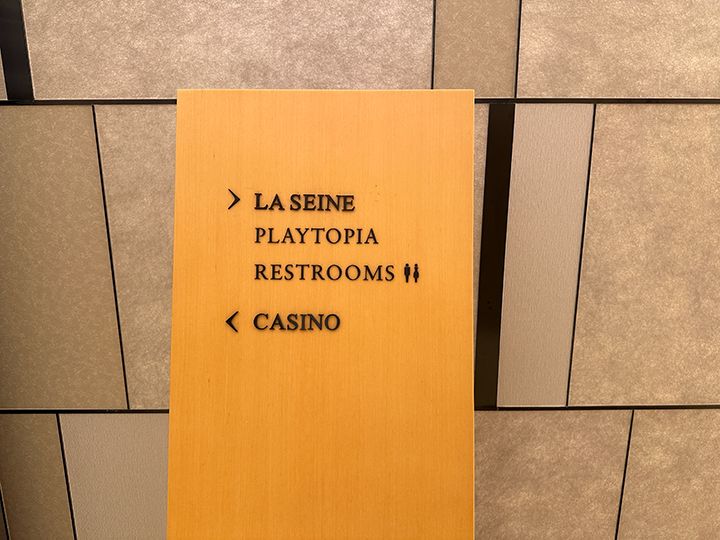 > LA SEINE
PLAYTOPIA
RESTROOMS
< CASINO